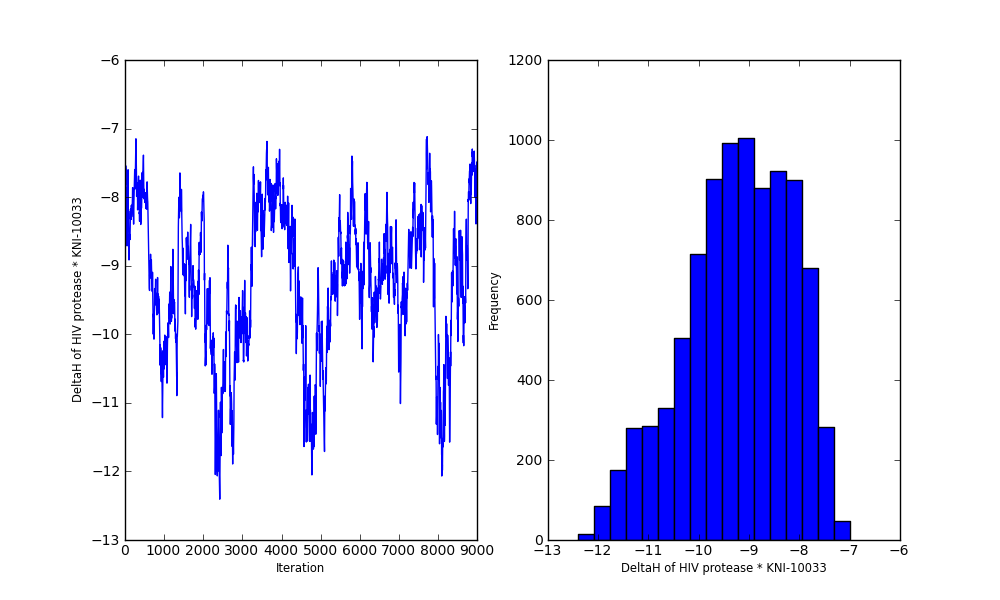 −6
−7
−8
−9
−10
−11
−12
−13
DeltaH of HIV protease * KNI-10033
0 1000 2000 3000 4000 5000 6000 7000 8000 9000
Iteration
1200
1000
800
600
400
200
0
Frequency
−13 −12 −11 −10 −9 −8 −7 −6
DeltaH of HIV protease * KNI-10033